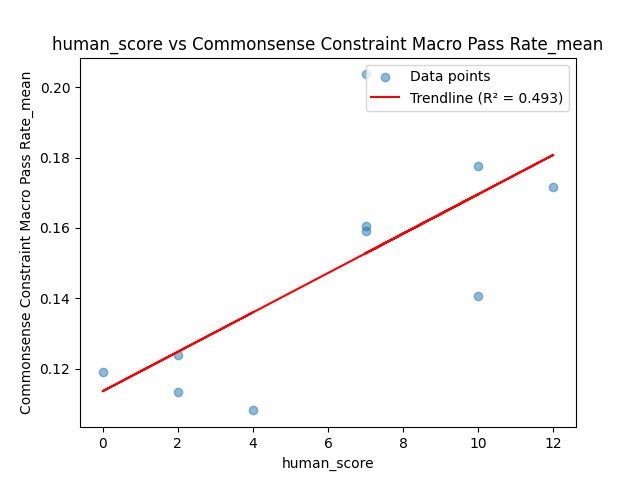 human_score vs Commonsense Constraint Macro Pass Rate_mean
Data points
Trendline (R² = 0.493)
Commonsense Constraint Macro Pass Rate_mean
0.20
0.18
0.16
0.14
0.12
0
2
4
6
8
10
12
human_score